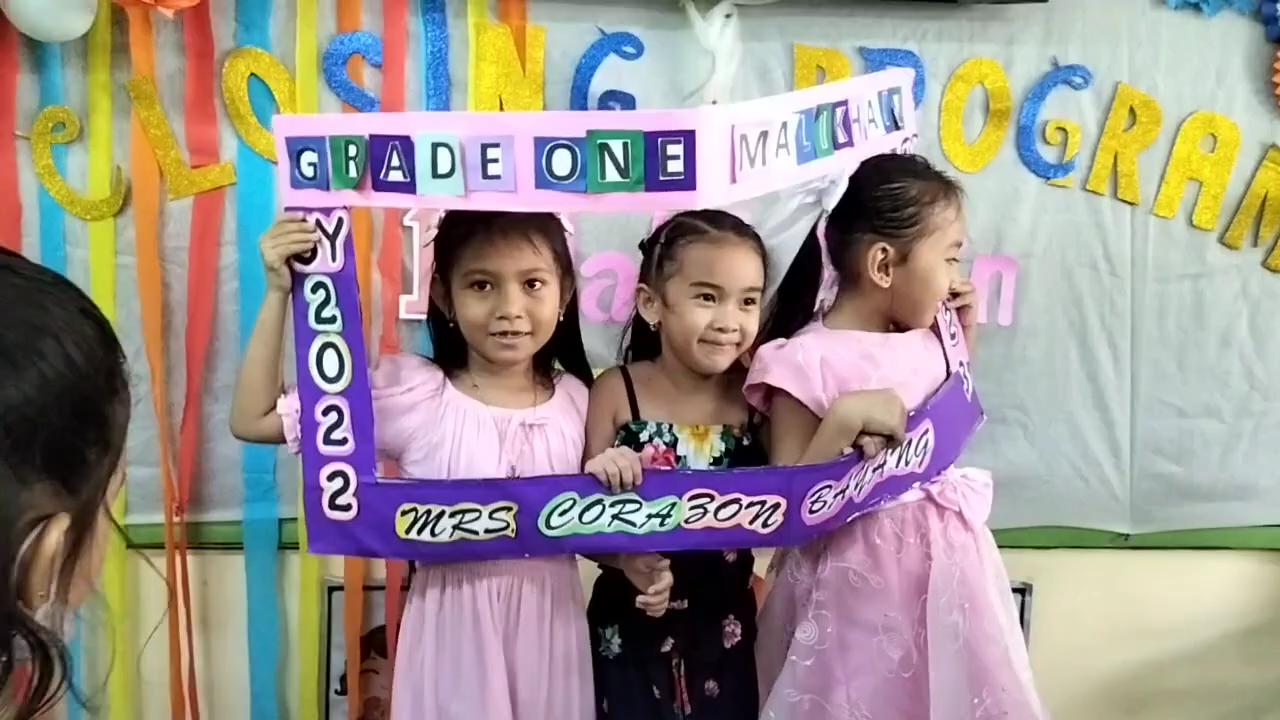 CLOSING PROGRAM
GRADE ONE MALIKHAIN
SY 2022
MRS. CORAZON BAYANG